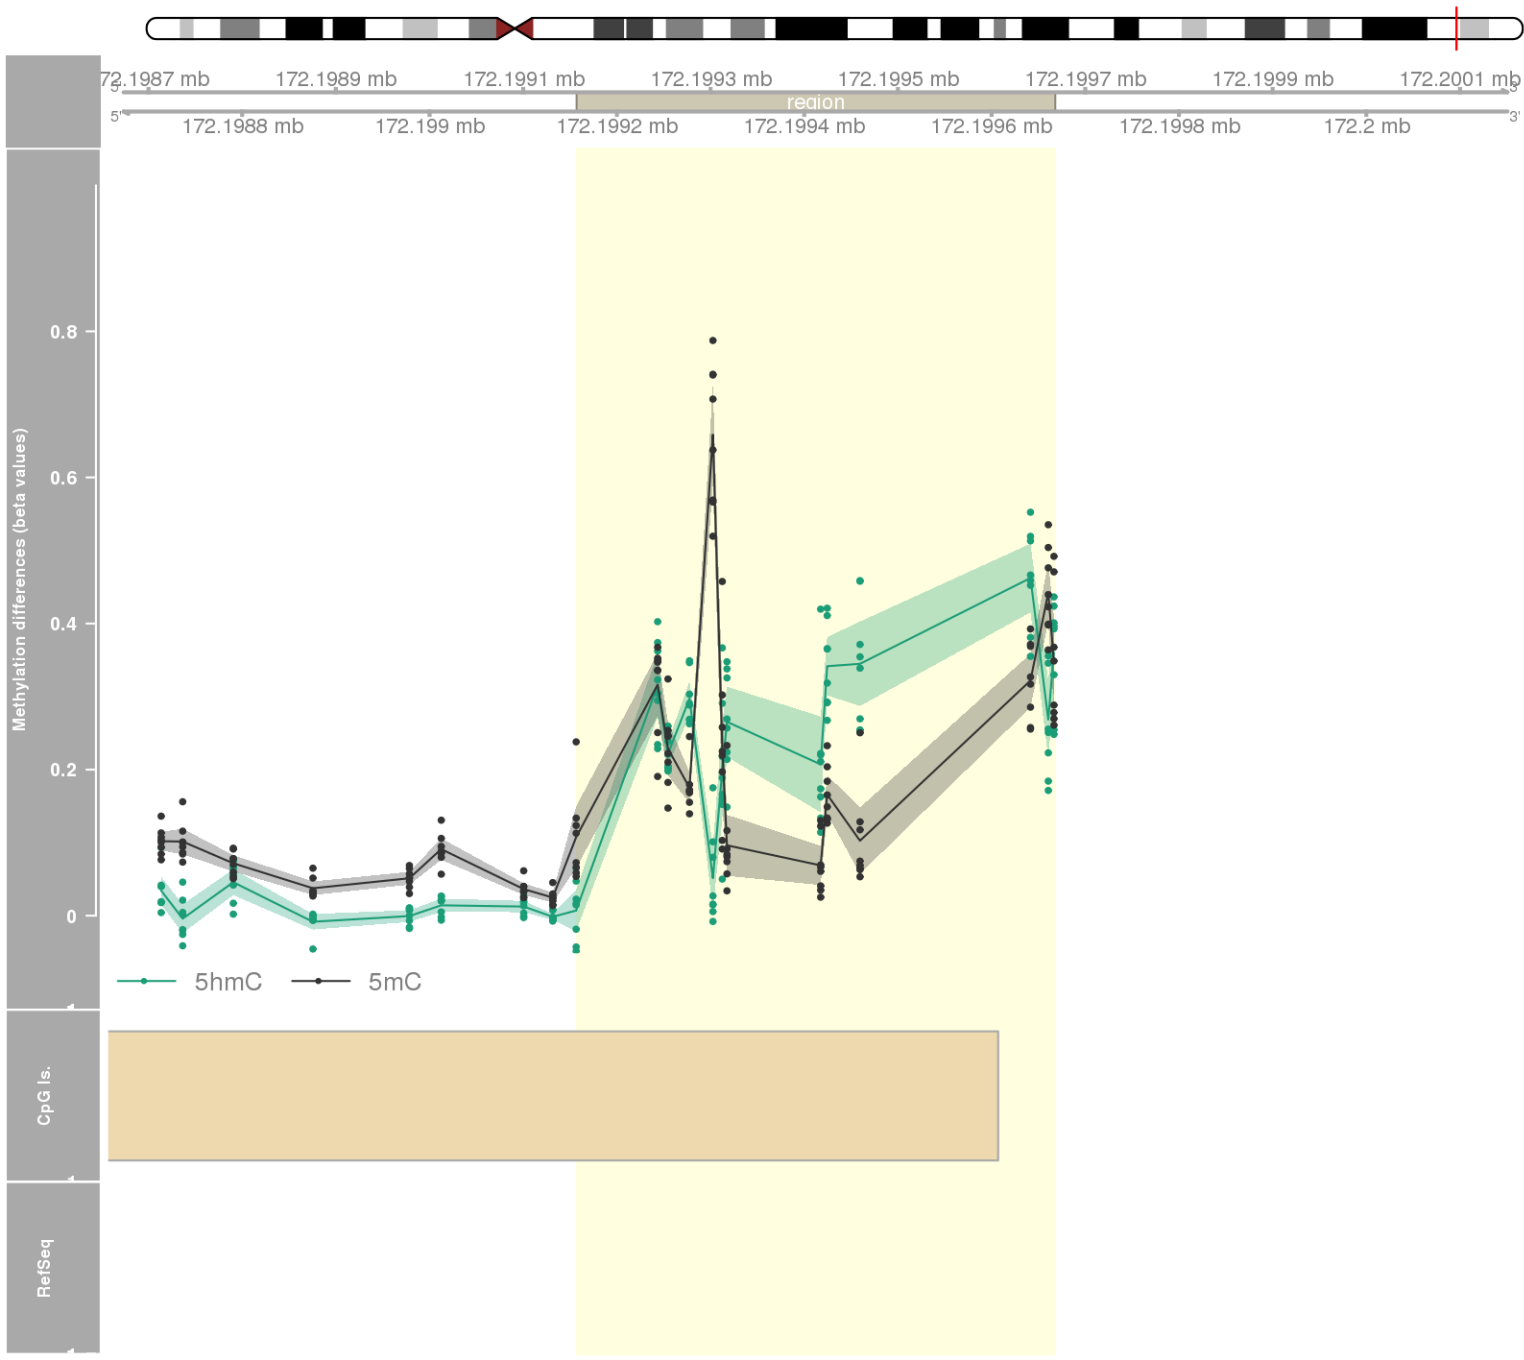 172.1987 mb 172.1989 mb 172.1991 mb 172.1993 mb 172.1995 mb 172.1997 mb 172.1999 mb 172.2001 mb
3'
region
5'
3'
172.1988 mb 172.199 mb 172.1992 mb 172.1994 mb 172.1996 mb 172.1998 mb 172.2 mb
Methylation differences (beta values)
0.8
0.6
0.4
0.2
0
5hmC 5mC
CpG Is.
RefSeq